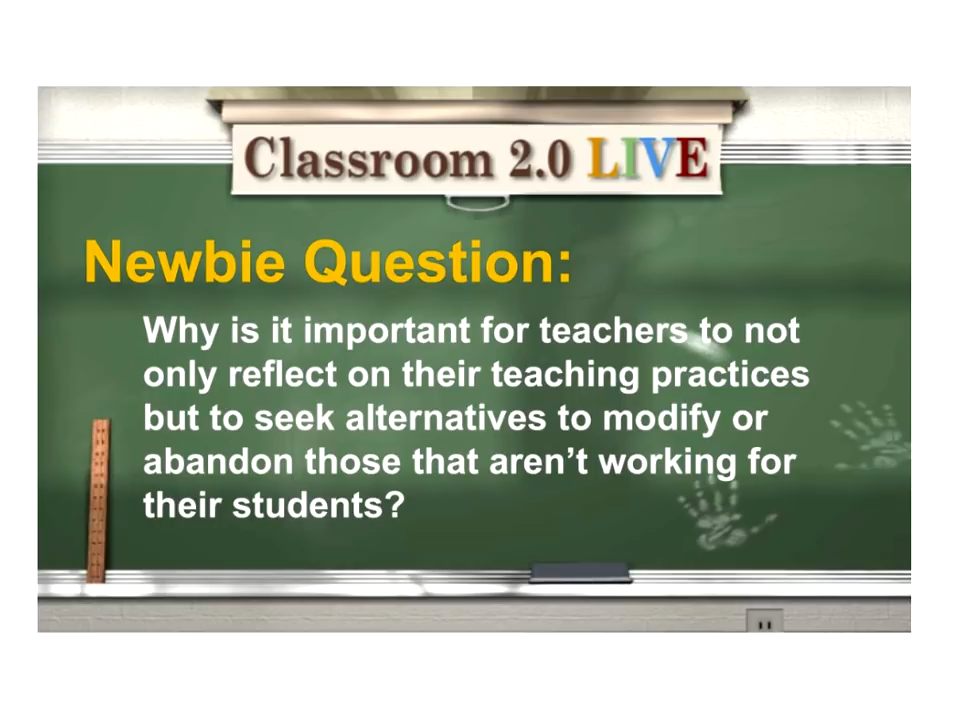 Classroom 2.0 LIVE
Newbie Question:
Why is it important for teachers to not
only reflect on their teaching practices
but to seek alternatives to modify or
abandon those that aren’t working for
their students?